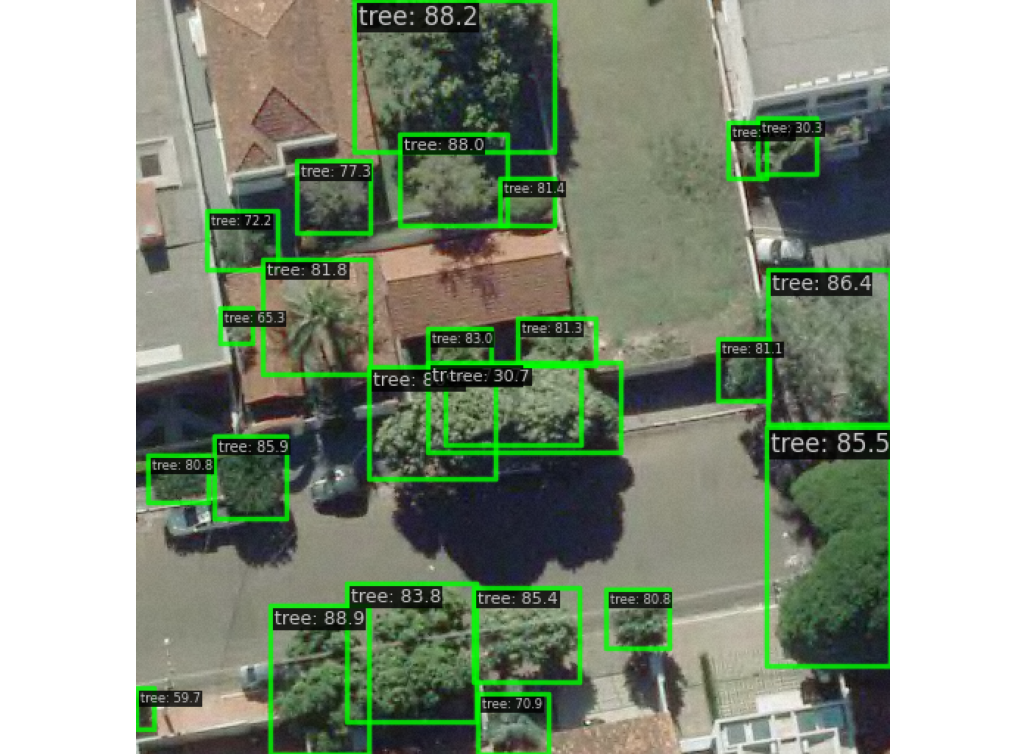 tree: 88.2
tree: 88.0
tree: 30.3
tree:
tree: 77.3
tree: 81.4
tree: 72.2
tree: 81.8
tree: 86.4
tree: 65.3
tree: 81.3
tree: 83.0
tree: 81.1
tree: 30.7
tree: 85.5
tree: 85.9
tree: 80.8
tree: 83.8
tree: 85.4
tree: 80.8
tree: 88.9
tree: 59.7
tree: 70.9